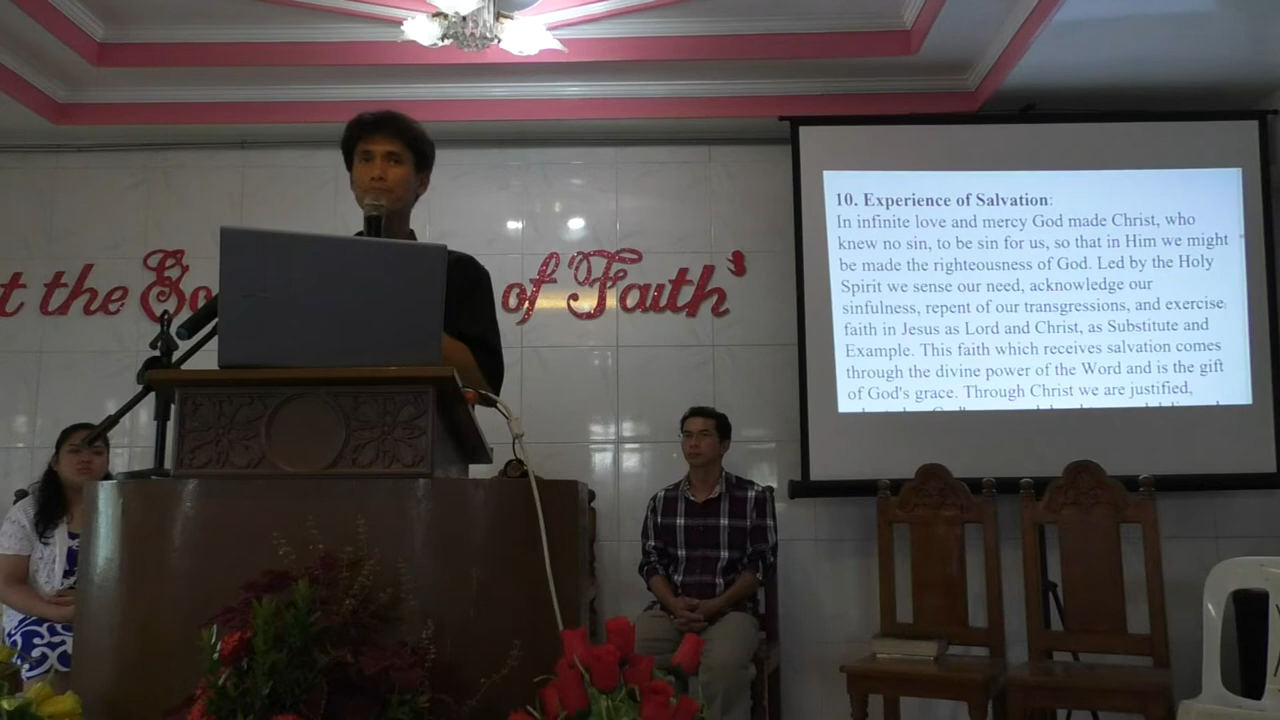 t the Go of Faith
10. Experience of Salvation:
In infinite love and mercy God made Christ, who
knew no sin, to be sin for us, so that in Him we might
be made the righteousness of God. Led by the Holy
Spirit we sense our need, acknowledge our
sinfulness, repent of our transgressions, and exercise
faith in Jesus as Lord and Christ, as Substitute and
Example. This faith which receives salvation comes
through the divine power of the Word and is the gift
of God's grace. Through Christ we are justified,